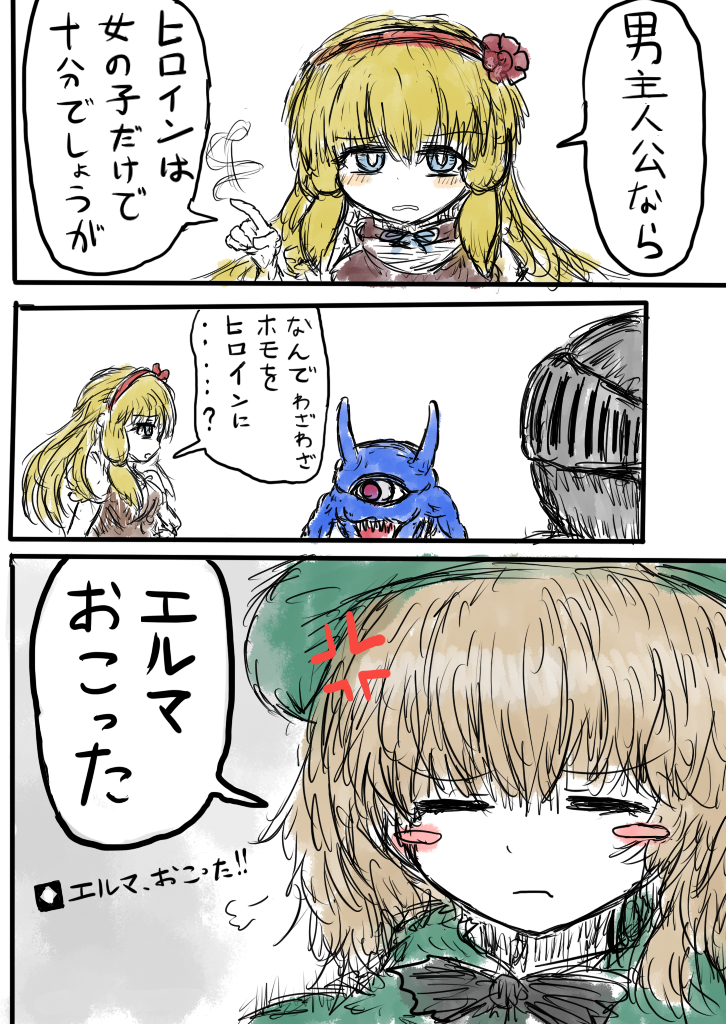 男主人公なら
ヒロインは
女の子だけで
十分でしょうが
なんでわざわざ
ホモを
ヒロインに
・・・・・・？
エルマ
おこった
エルマ、おこった!!